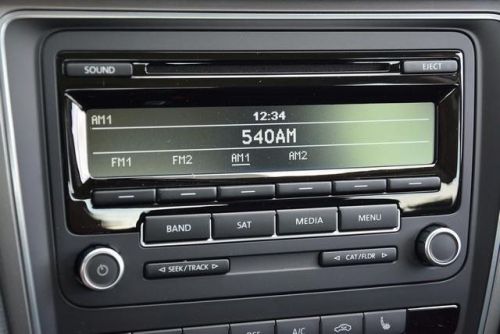 SOUND
EJECT
AM1 12:34
540AM
FM1 FM2 AM1 AM2
BAND SAT MEDIA MENU
SEEK/TRACK CAT/FLDR
A/C